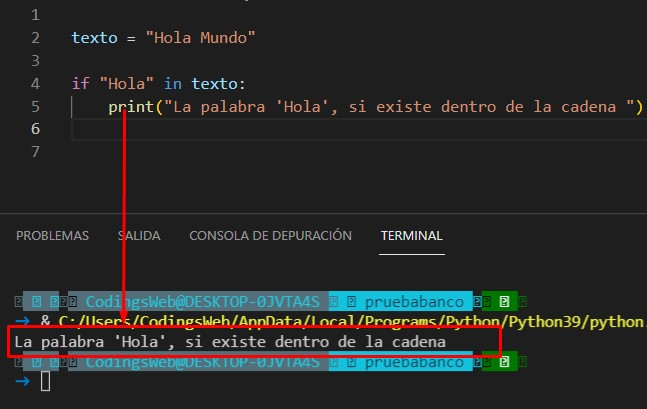 1
2 texto = "Hola Mundo"
3
4 if "Hola" in texto:
5 print("La palabra 'Hola', si existe dentro de la cadena ")
6
7
PROBLEMAS SALIDA CONSOLA DE DEPURACIÓN TERMINAL
CodingsWeb@DESKTOP-0JVTA4S pruebabanco
→ & C:/Users/CodingsWeb/AppData/Local/Programs/Python/Python39/python.
La palabra 'Hola', si existe dentro de la cadena
CodingsWeb@DESKTOP-0JVTA4S pruebabanco
→